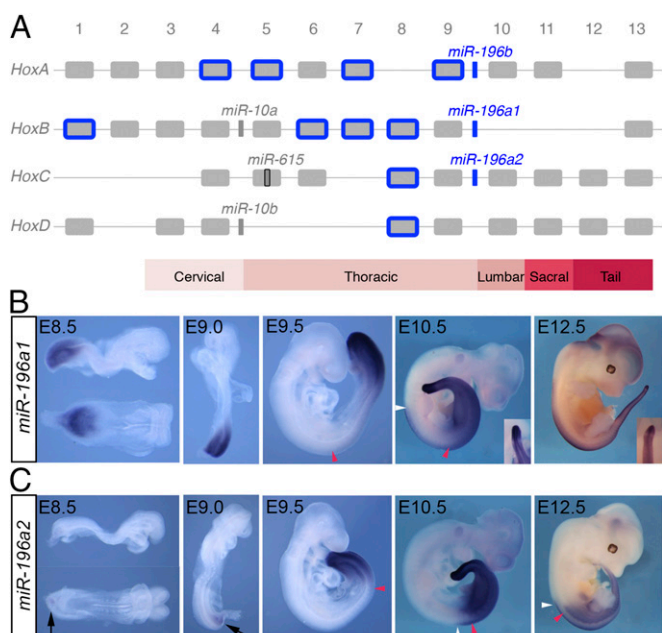 A
1 2 3 4 5 6 7 8 9 10 11 12 13
miR-196b
HoxA
miR-10a miR-196a1
HoxB
miR-615 miR-196a2
HoxC
miR-10b
HoxD
Cervical Thoracic Lumbar Sacral Tail
B
miR-196a1
E8.5 E9.0 E9.5 E10.5 E12.5
C
miR-196a2
E8.5 E9.0 E9.5 E10.5 E12.5